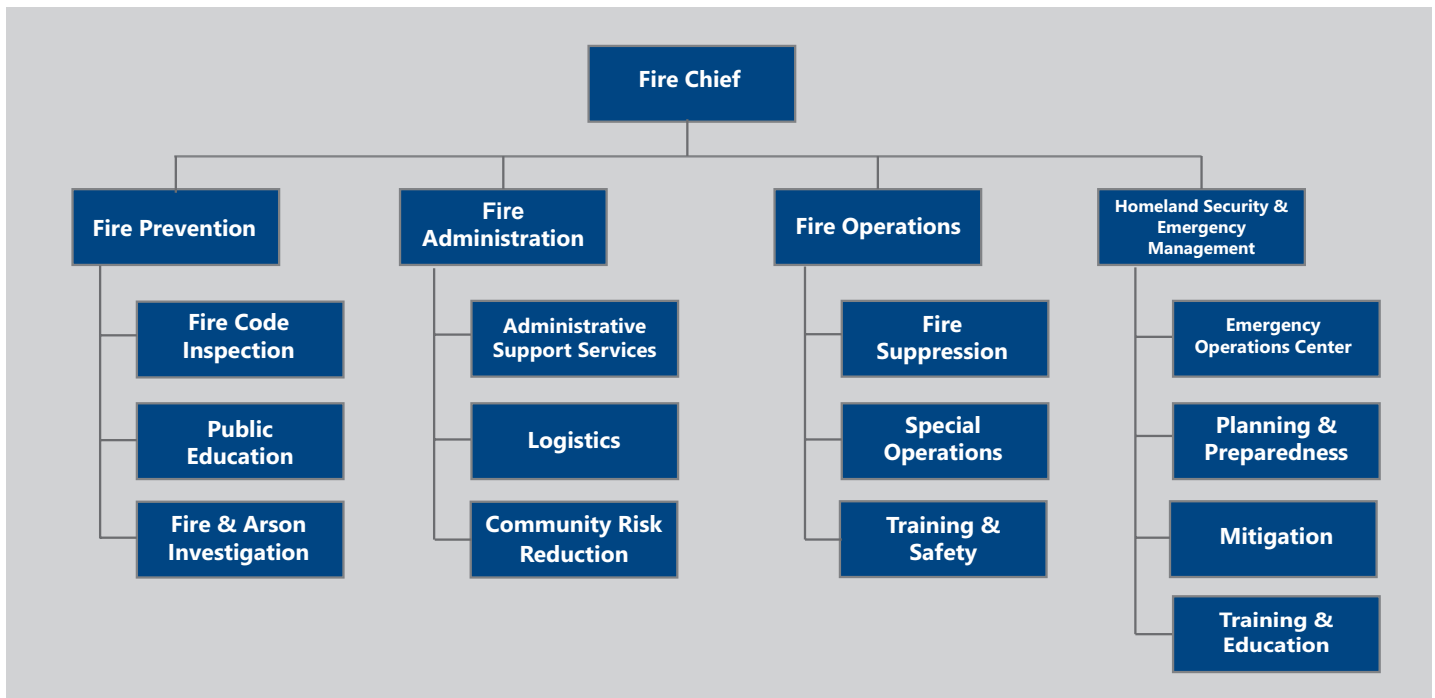 Fire Chief
Fire Prevention
Fire
Administration
Fire Operations
Homeland Security &
Emergency
Management
Fire Code
Inspection
Public
Education
Fire & Arson
Investigation
Administrative
Support Services
Logistics
Community Risk
Reduction
Fire
Suppression
Special
Operations
Training &
Safety
Emergency
Operations Center
Planning &
Preparedness
Mitigation
Training &
Education